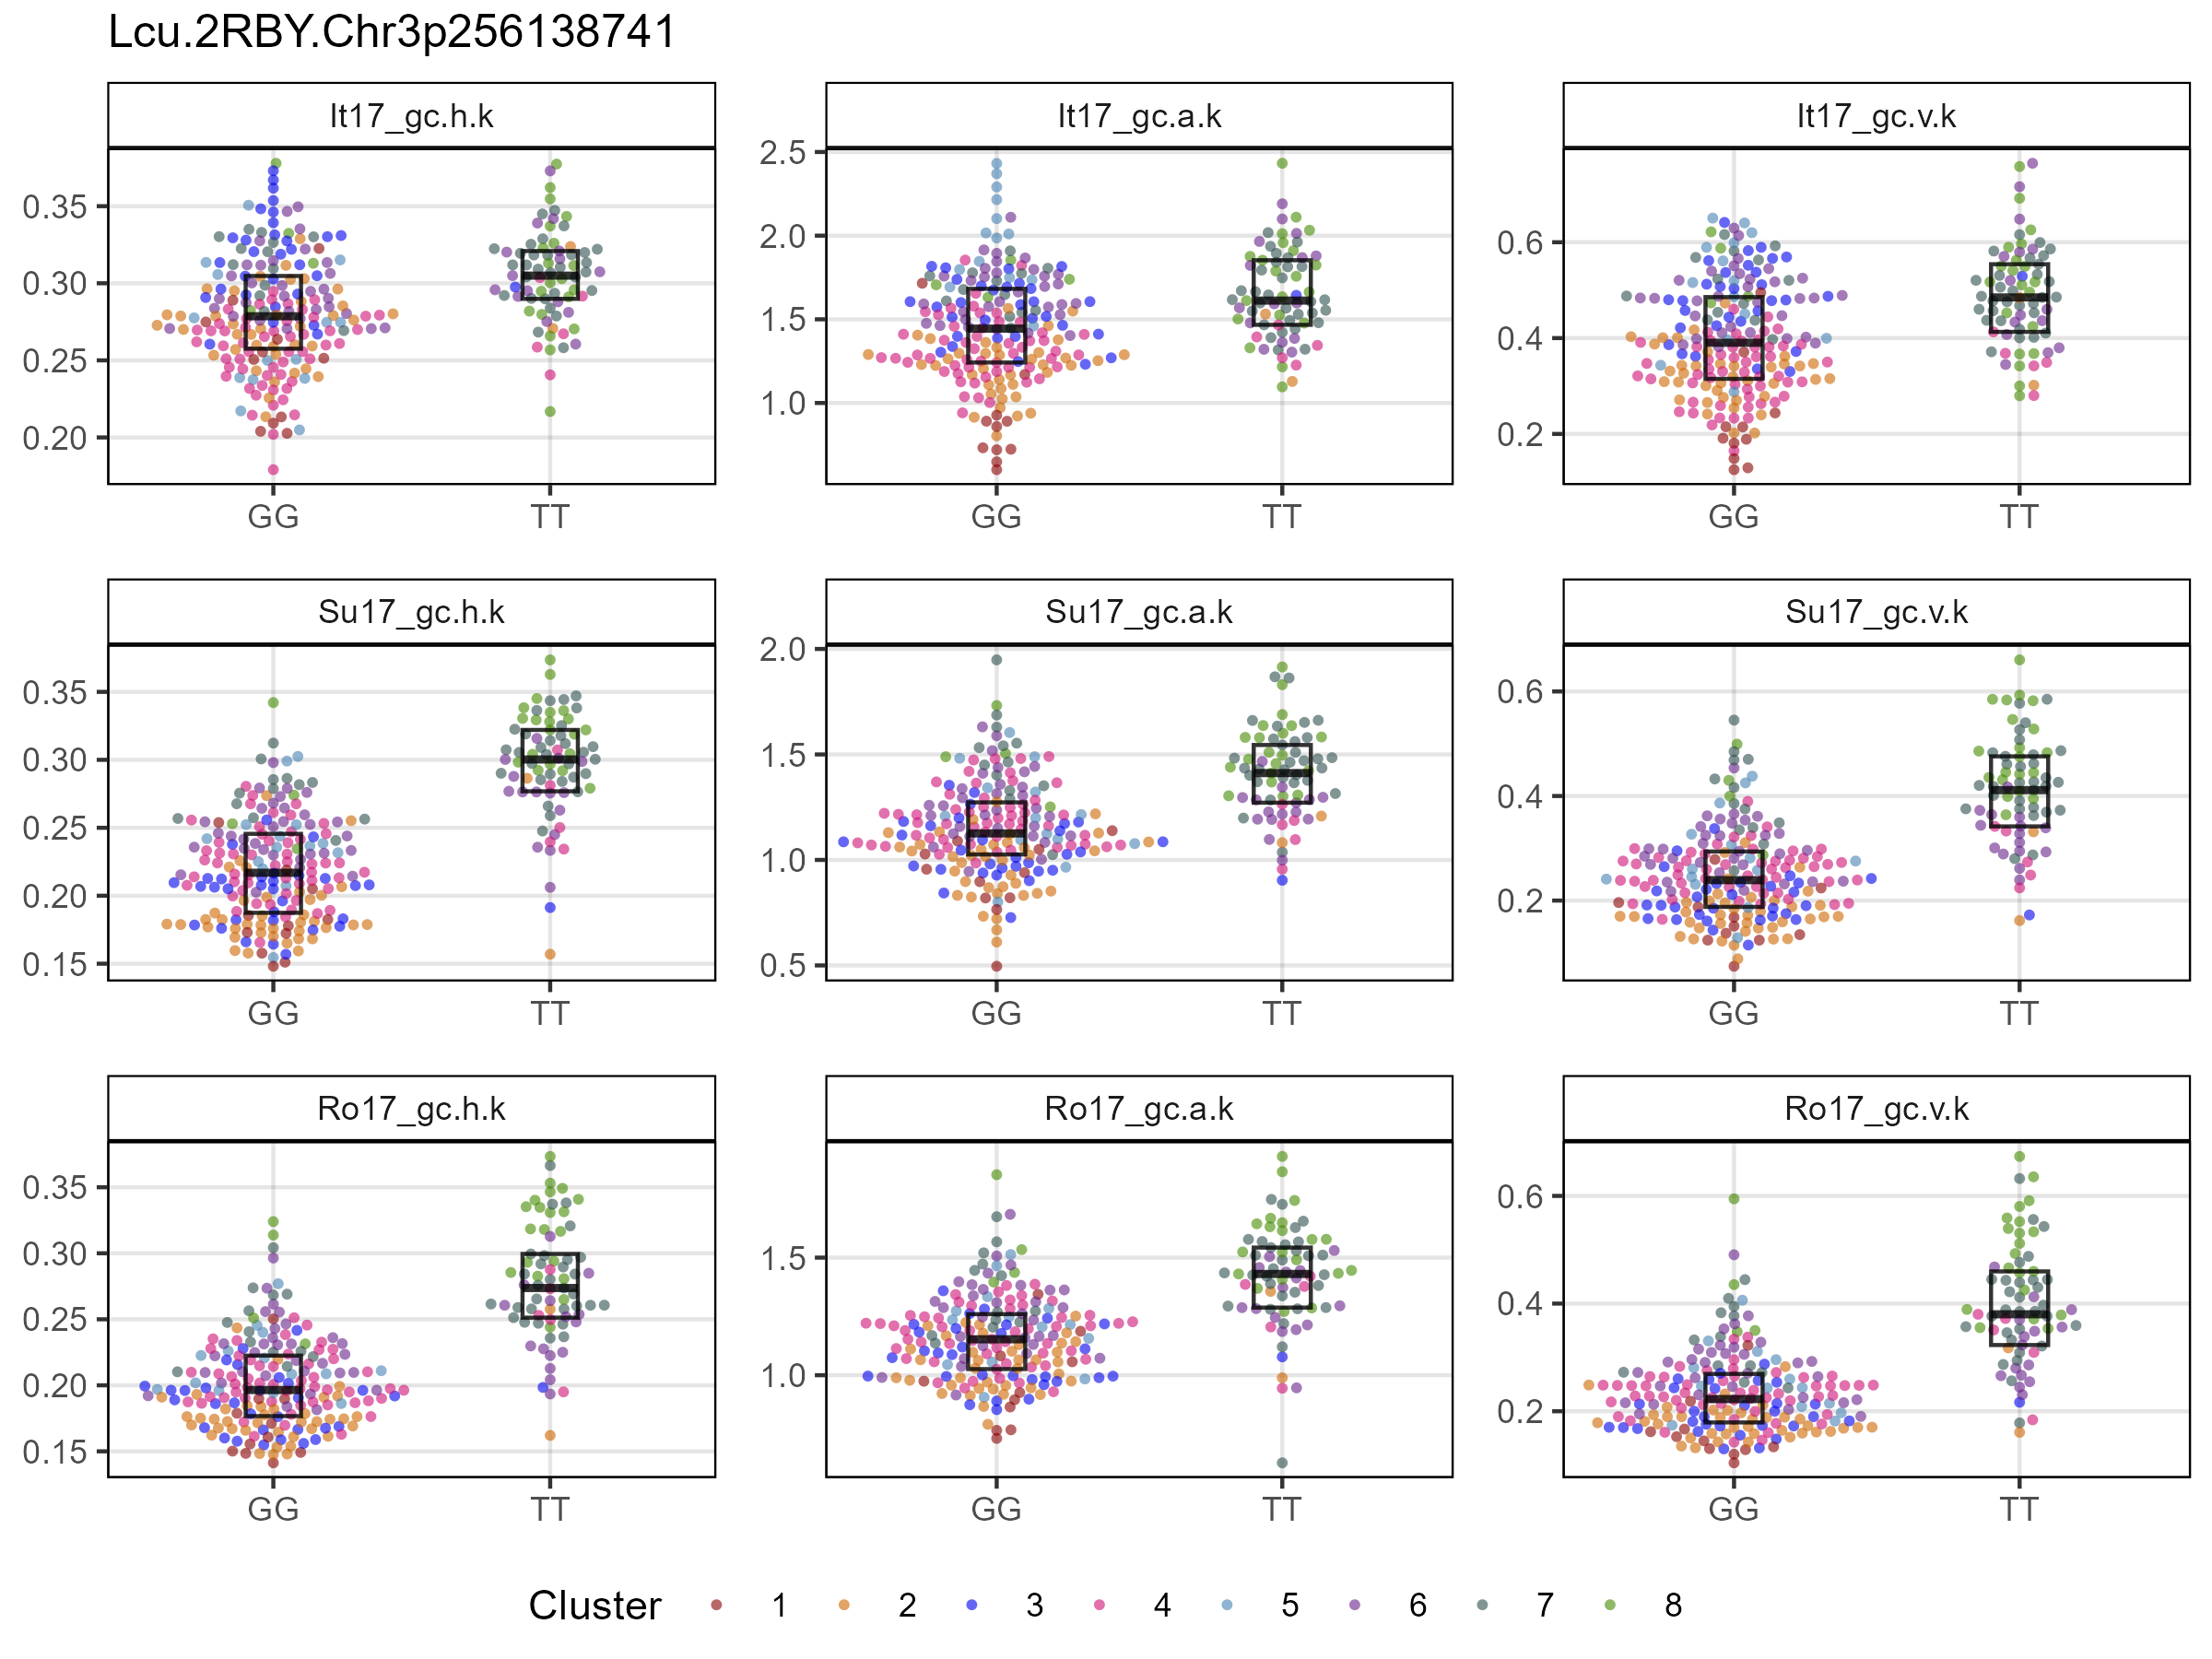 Lcu.2RBY.Chr3p256138741
It17_gc.h.k
It17_gc.a.k
It17_gc.v.k
0.35
0.30
0.25
0.20
2.5
2.0
1.5
1.0
0.6
0.4
0.2
GG TT
GG TT
GG TT
Su17_gc.h.k
Su17_gc.a.k
Su17_gc.v.k
0.35
0.30
0.25
0.20
0.15
2.0
1.5
1.0
0.5
0.6
0.4
0.2
GG TT
GG TT
GG TT
Ro17_gc.h.k
Ro17_gc.a.k
Ro17_gc.v.k
0.35
0.30
0.25
0.20
0.15
1.5
1.0
0.6
0.4
0.2
GG TT
GG TT
GG TT
Cluster 1 2 3 4 5 6 7 8